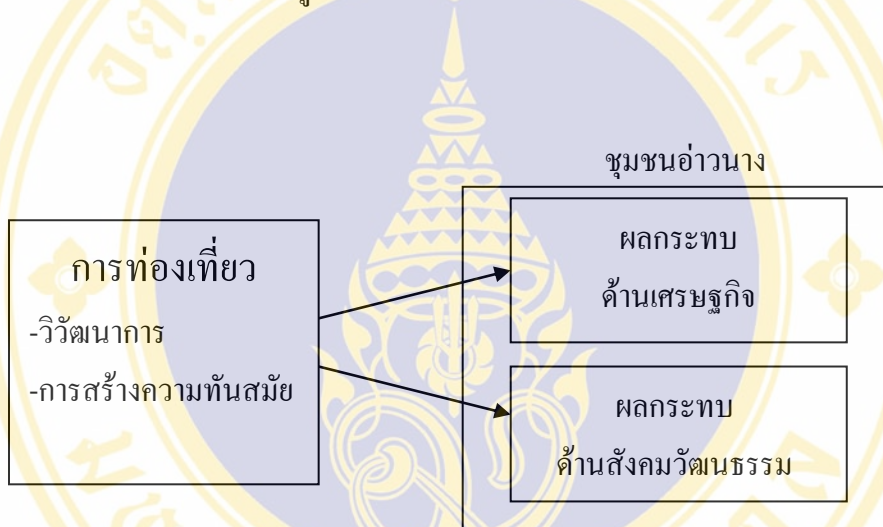 การท่องเที่ยว
-วิวัฒนาการ
-การสร้างความทันสมัย
ชุมชนอ่าวนาง
ผลกระทบ
ด้านเศรษฐกิจ
ผลกระทบ
ด้านสังคมวัฒนธรรม